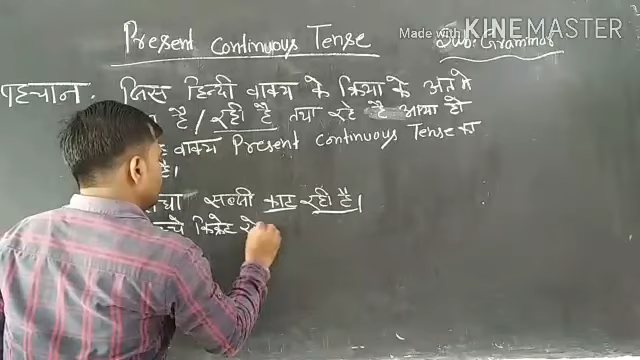 Made with KINEMASTER
Present Continuous Tense
Sub: Grammar
पहचान. जिस हिन्दी वाक्य के क्रिया के अंत में
है / रही है तथा रहे है आया हो
वाक्य Present Continuous Tense का
है।
सब्जी काट रही है।
क्रिकेट